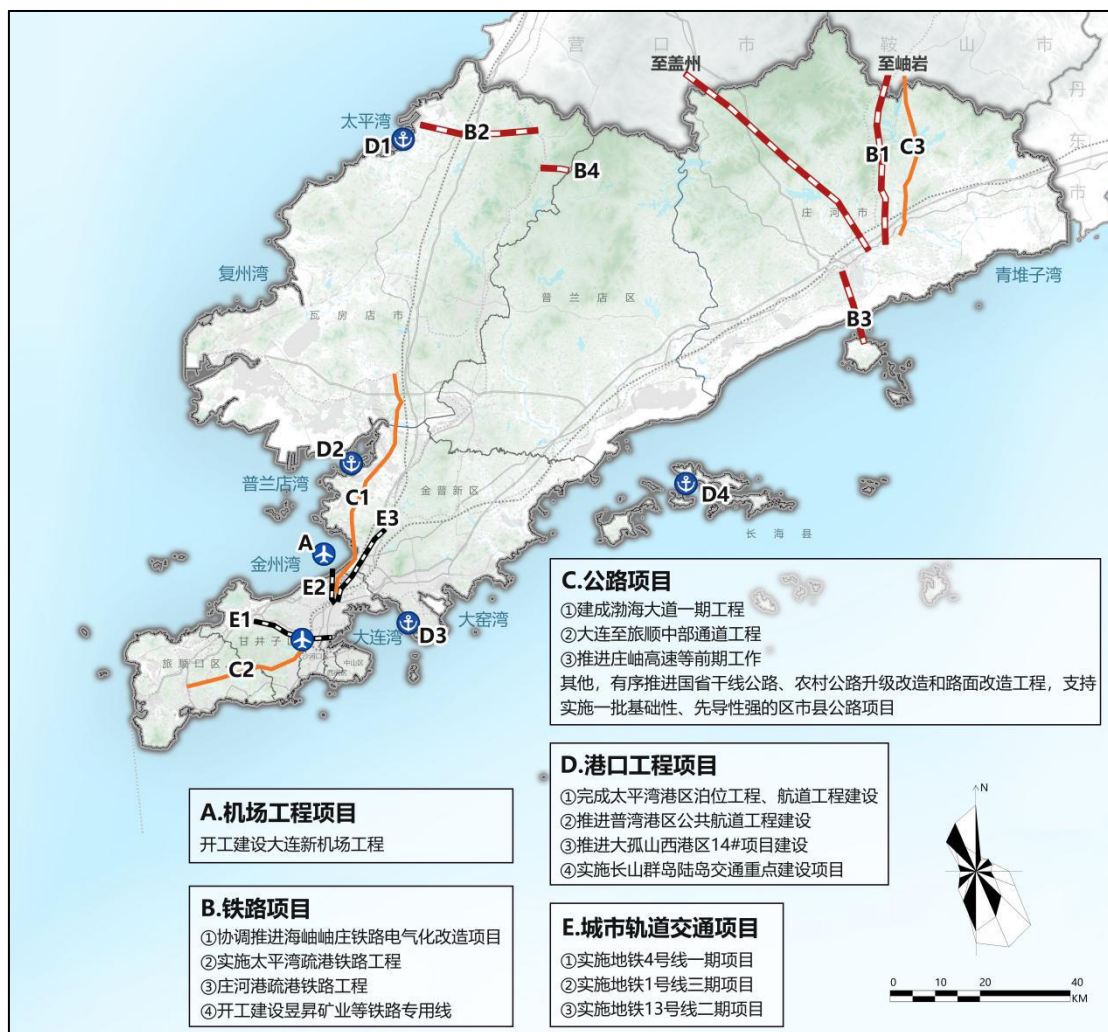 营口市
鞍山市
丹东市
至盖州
至岫岩
太平湾
D1
B2
B4
B1
C3
庄河市
复州湾
瓦房店市
普兰店区
青堆子湾
B3
D2
普兰店湾
C1
金普新区
E3
D4
长海县
A
金州湾
E2
E1
甘井子
大连湾
D3
大窑湾
旅顺口区
C2
沙河口区
中山区
C.公路项目
①建成渤海大道一期工程
②大连至旅顺中部通道工程
③推进庄岫高速等前期工作
其他，有序推进国省干线公路、农村公路升级改造和路面改造工程，支持
实施一批基础性、先导性强的区市县公路项目
D.港口工程项目
①完成太平湾港区泊位工程、航道工程建设
②推进普湾港区公共航道工程建设
③推进大孤山西港区14#项目建设
④实施长山群岛陆岛交通重点建设项目
A.机场工程项目
开工建设大连新机场工程
B.铁路项目
①协调推进海岫岫庄铁路电气化改造项目
②实施太平湾疏港铁路工程
③庄河港疏港铁路工程
④开工建设昱昇矿业等铁路专用线
E.城市轨道交通项目
①实施地铁4号线一期项目
②实施地铁1号线三期项目
③实施地铁13号线二期项目
N
0 10 20 40
KM